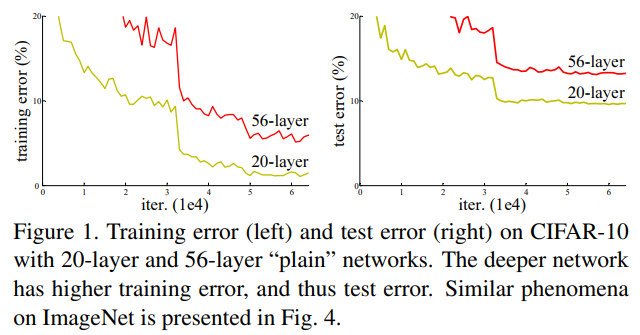 20
10
0
training error (%)
0 1 2 3 4 5 6
iter. (1e4)
56-layer
20-layer
20
10
0
test error (%)
0 1 2 3 4 5 6
iter. (1e4)
56-layer
20-layer
Figure 1. Training error (left) and test error (right) on CIFAR-10
with 20-layer and 56-layer “plain” networks. The deeper network
has higher training error, and thus test error. Similar phenomena
on ImageNet is presented in Fig. 4.